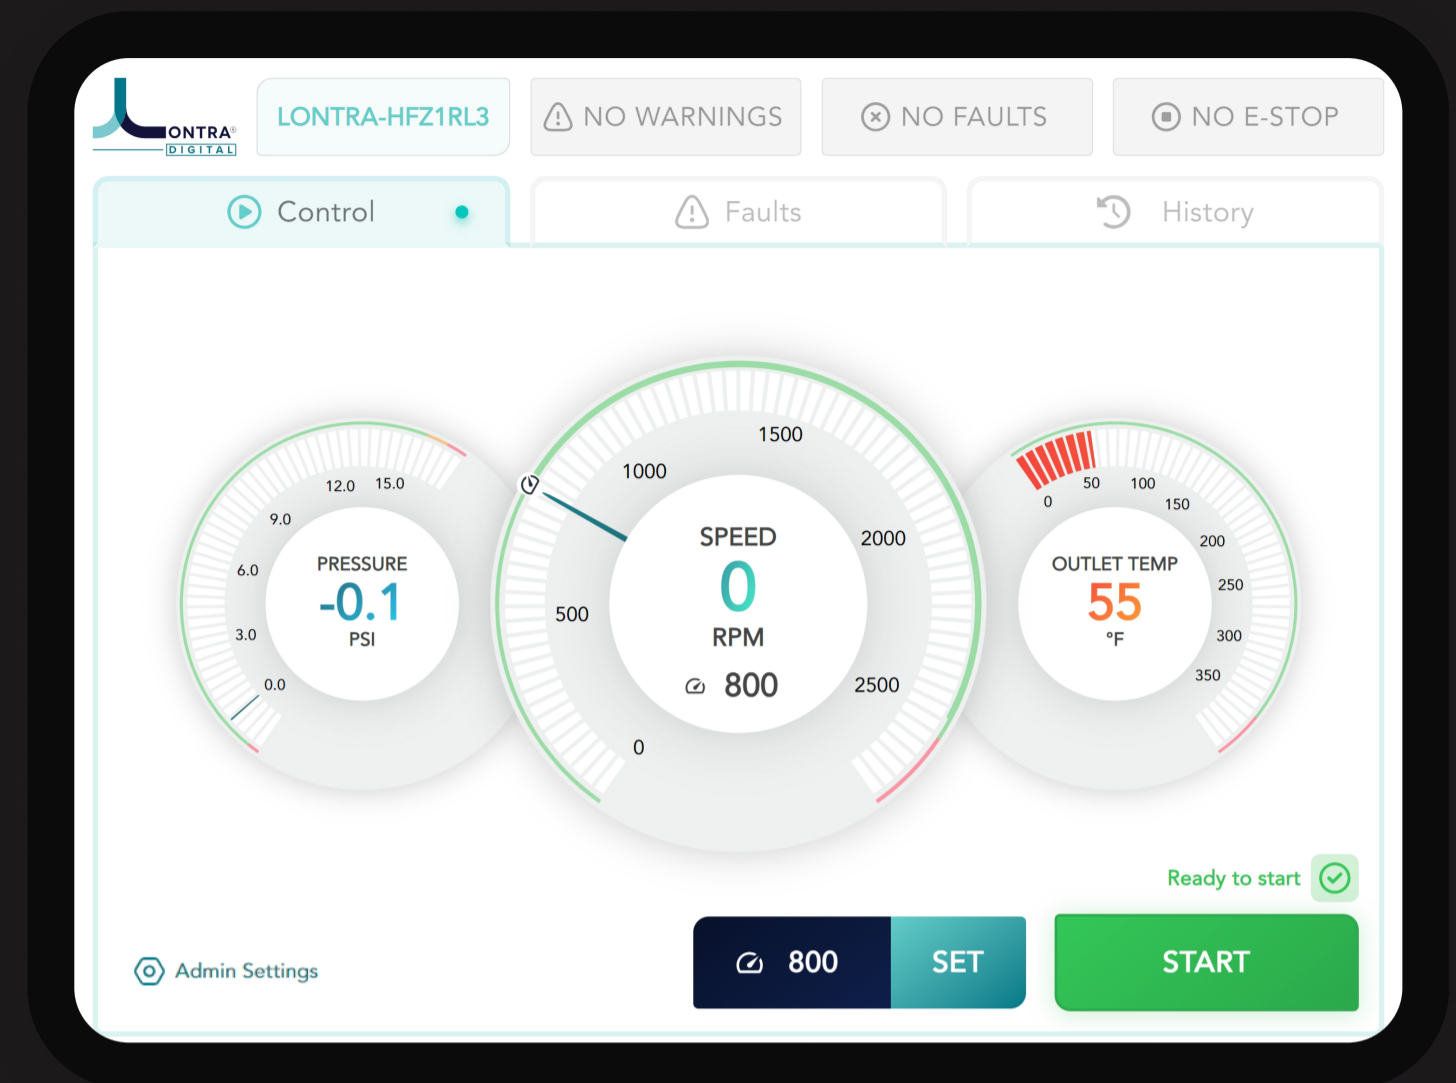 LONTRA®
DIGITAL
LONTRA-HFZ1RL3
NO WARNINGS
NO FAULTS
NO E-STOP
Control
Faults
History
0.0
3.0
6.0
9.0
12.0
15.0
PRESSURE
-0.1
PSI
0
500
1000
1500
2000
2500
SPEED
0
RPM
800
0
50
100
150
200
250
300
350
OUTLET TEMP
55
°F
Ready to start
Admin Settings
800
SET
START